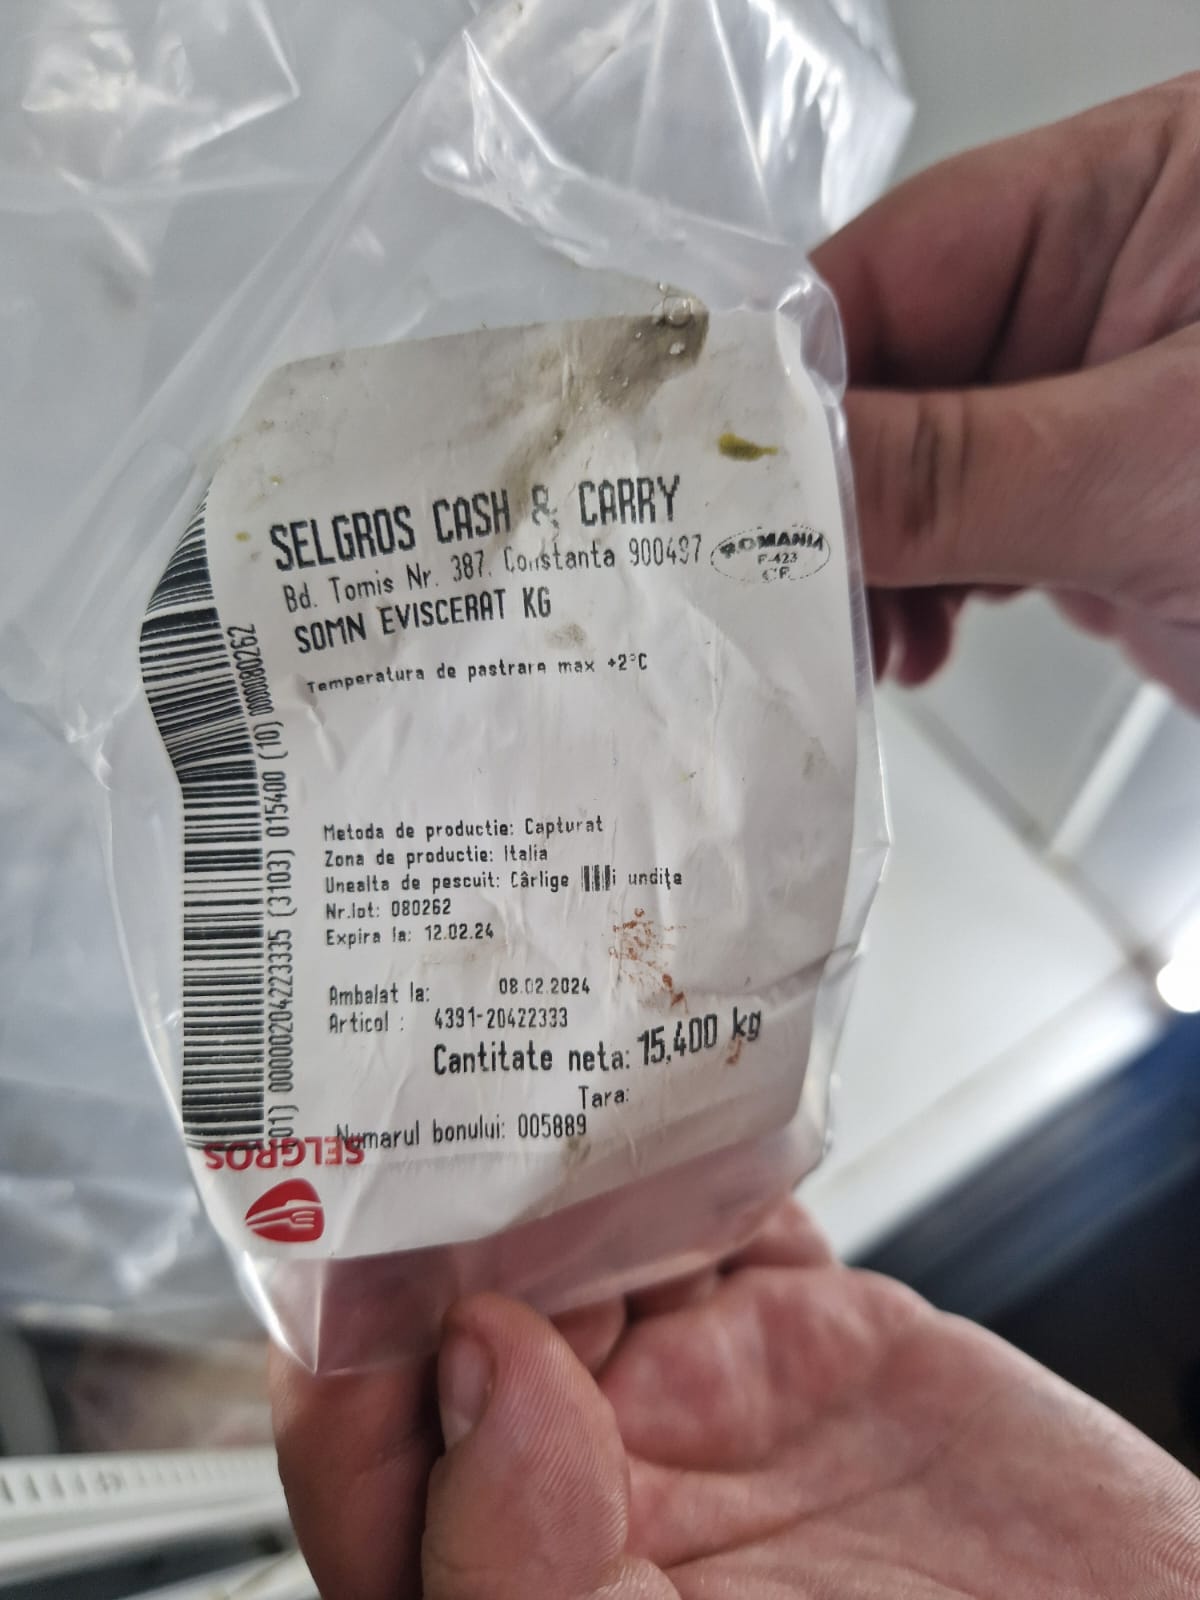 SELGROS CASH & CARRY
Bd. Tomis Nr. 387. Constanta 900497
ROMANIA
F-423
CE
SOMN EVISCERAT KG
Temperatura de pastrare max +2°C
Metoda de productie: Capturat
Zona de productie: Italia
Unealta de pescuit: Cârlige i undițe
Nr.lot: 080262
Expira la: 12.02.24
Ambalat la: 08.02.2024
Articol : 4391-20422333
Cantitate neta: 15,400 kg
Tara:
Numarul bonului: 005889
(01) 00000204223335 (3103) 015400 (10) 0000080262
SELGROS